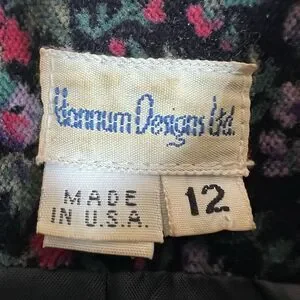 Hannum Designs Ltd.
MADE
IN U.S.A.
12